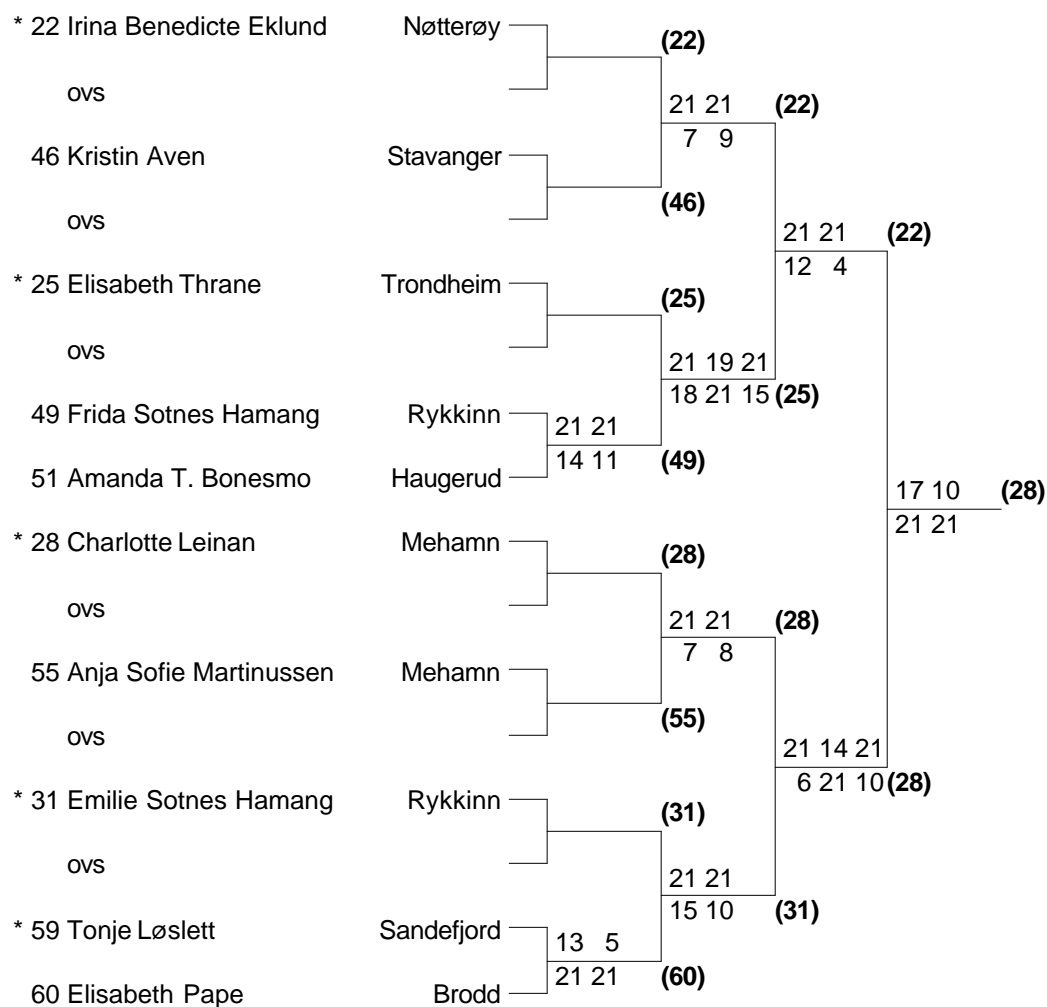 * 22 Irina Benedicte Eklund Nøtterøy
(22)
ovs
21 21 (22)
7 9
46 Kristin Aven Stavanger
(46)
ovs
21 21 (22)
12 4
* 25 Elisabeth Thrane Trondheim
(25)
ovs
21 19 21
18 21 15 (25)
49 Frida Sotnes Hamang Rykkinn
21 21
14 11 (49)
51 Amanda T. Bonesmo Haugerud
17 10 (28)
21 21
* 28 Charlotte Leinan Mehamn
(28)
ovs
21 21 (28)
7 8
55 Anja Sofie Martinussen Mehamn
(55)
ovs
21 14 21
6 21 10 (28)
* 31 Emilie Sotnes Hamang Rykkinn
(31)
ovs
21 21
15 10 (31)
* 59 Tonje Løslett Sandefjord
13 5
21 21 (60)
60 Elisabeth Pape Brodd